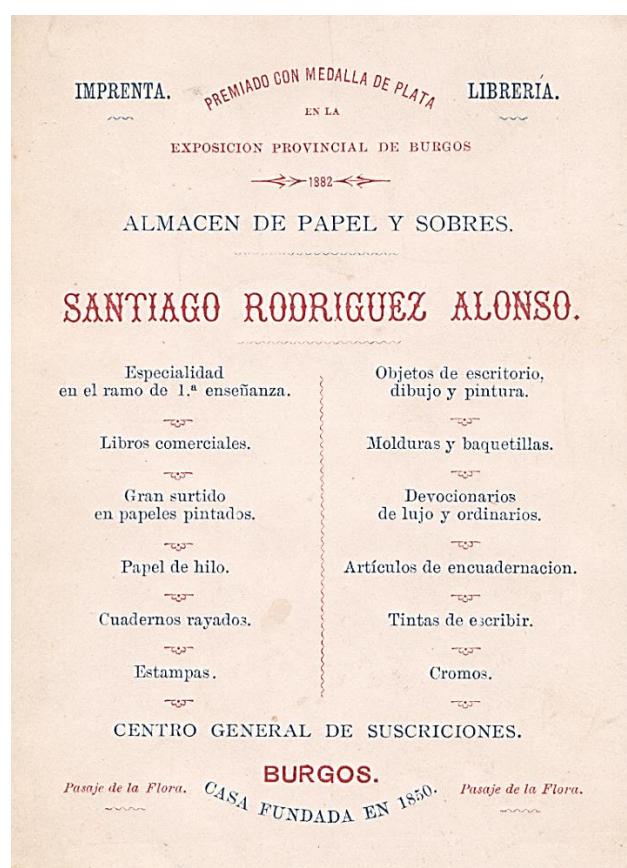 IMPRENTA.
PREMIADO CON MEDALLA DE PLATA
LIBRERÍA.
EN LA
EXPOSICION PROVINCIAL DE BURGOS
1882
ALMACEN DE PAPEL Y SOBRES.
SANTIAGO RODRIGUEZ ALONSO.
Especialidad
en el ramo de 1.ª enseñanza.
Libros comerciales.
Gran surtido
en papeles pintados.
Papel de hilo.
Cuadernos rayados.
Estampas.
Objetos de escritorio,
dibujo y pintura.
Molduras y baquetillas.
Devocionarios
de lujo y ordinarios.
Artículos de encuadernacion.
Tintas de escribir.
Cromos.
CENTRO GENERAL DE SUSCRICIONES.
BURGOS.
Pasaje de la Flora.
CASA FUNDADA EN 1850.
Pasaje de la Flora.